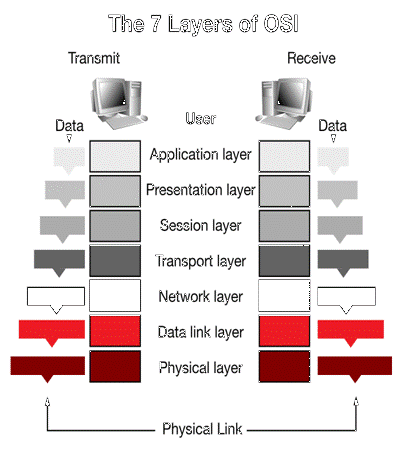 The 7 Layers of OSI
Transmit
Receive
User
Data
Data
Application layer
Presentation layer
Session layer
Transport layer
Network layer
Data link layer
Physical layer
Physical Link